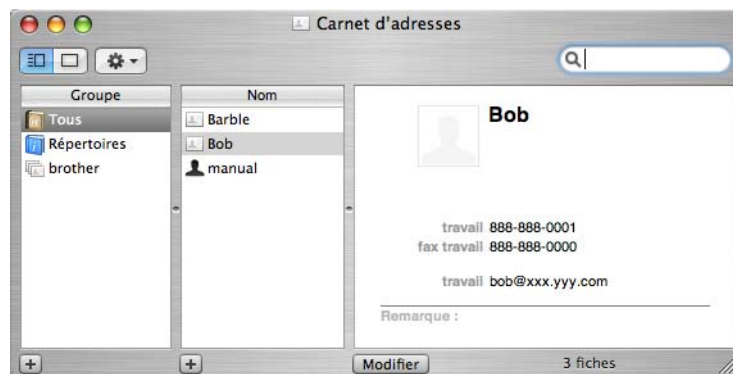 Carnet d'adresses
Groupe
Tous
Répertoires
brother
Nom
Barble
Bob
manual
Bob
travail 888-888-0001
fax travail 888-888-0000
travail bob@xxx.yyy.com
Remarque :
Modifier
3 fiches